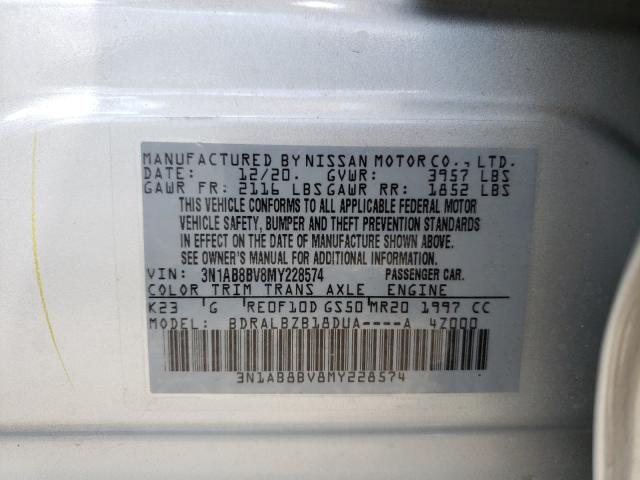 MANUFACTURED BY NISSAN MOTOR CO., LTD.
DATE: 12/20. GVWR: 3957 LBS
GAWR FR: 2116 LBS GAWR RR: 1852 LBS
THIS VEHICLE CONFORMS TO ALL APPLICABLE FEDERAL MOTOR
VEHICLE SAFETY, BUMPER AND THEFT PREVENTION STANDARDS
IN EFFECT ON THE DATE OF MANUFACTURE SHOWN ABOVE.
SEE OWNER'S MANUAL FOR ADDITIONAL INFORMATION.
VIN: 3N1AB8BV8MY228574 PASSENGER CAR.
COLOR TRIM TRANS AXLE ENGINE
K23 G RE0F10D GS50 MR20 1997 CC
MODEL: BDRALBZB18DUA----A 4Z000
3N1AB8BV8MY228574